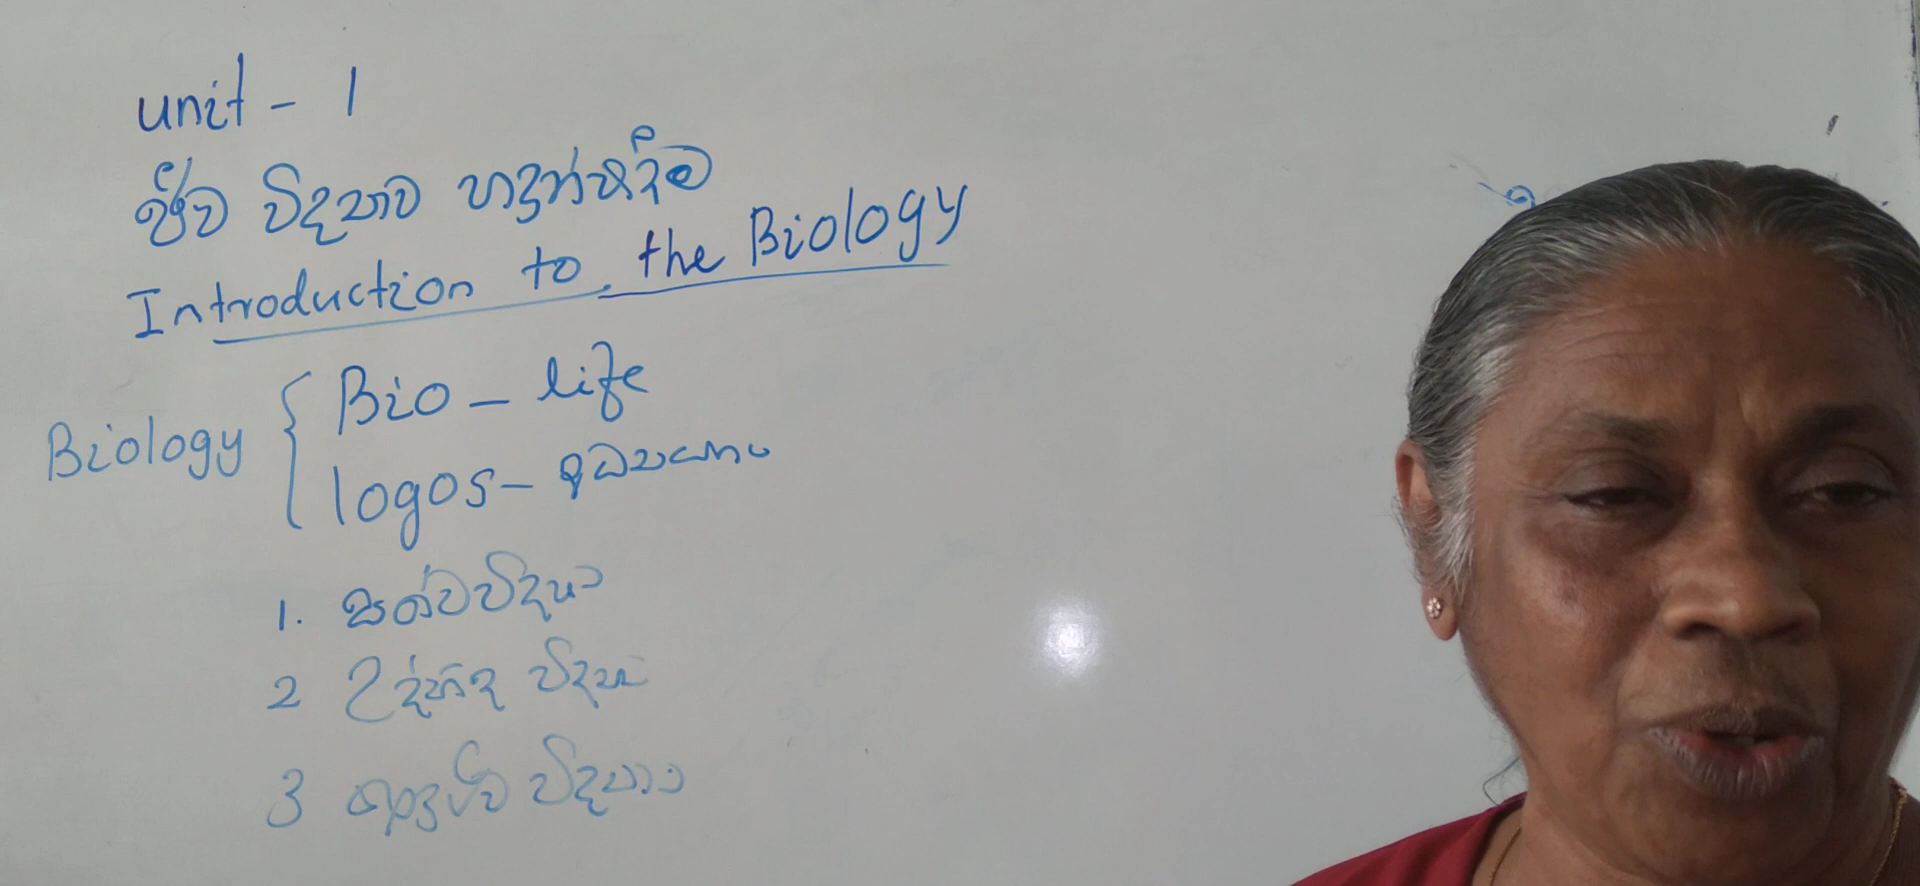 unit - 1
ජීව විද්‍යාව හැඳින්වීම
Introduction to the Biology
Biology { Bio - life
logos - අධ්‍යයනය
1. සත්ව විද්‍යාව
2 උද්භිද විද්‍යාව
3 ක්ෂුද්‍රජීව විද්‍යාව